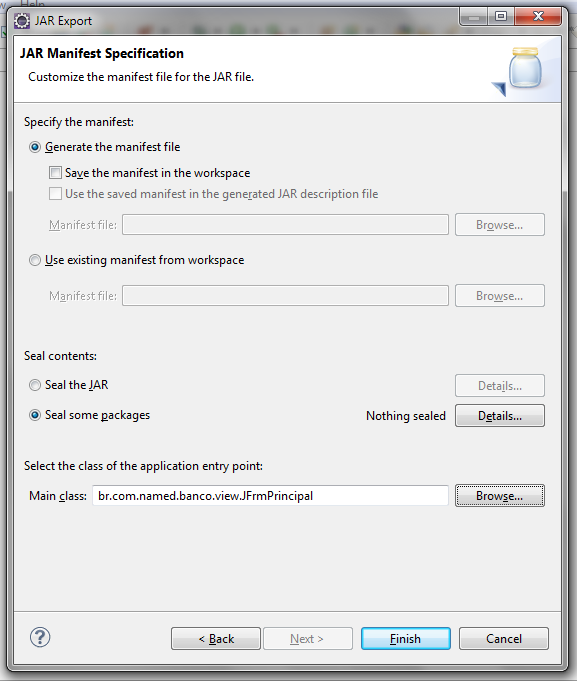 Help
JAR Export
JAR Manifest Specification
Customize the manifest file for the JAR file.
Specify the manifest:
Generate the manifest file
Save the manifest in the workspace
Use the saved manifest in the generated JAR description file
Manifest file: Browse...
Use existing manifest from workspace
Manifest file: Browse...
Seal contents:
Seal the JAR Details...
Seal some packages Nothing sealed Details...
Select the class of the application entry point:
Main class: br.com.named.banco.view.JFrmPrincipal Browse...
? < Back Next > Finish Cancel